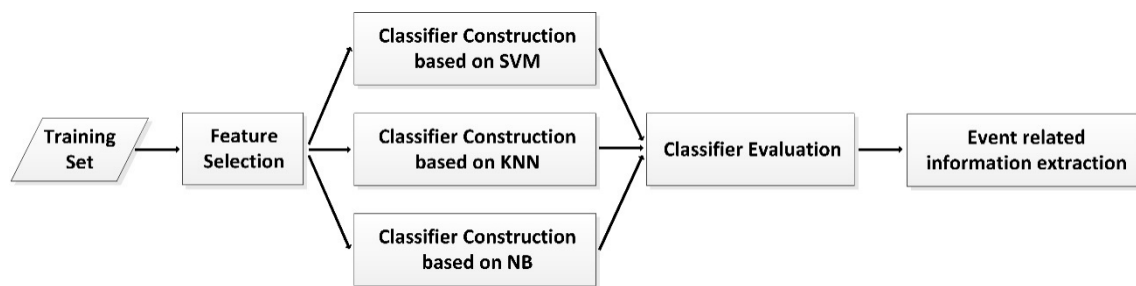 Training
Set
Feature
Selection
Classifier Construction
based on SVM
Classifier Construction
based on KNN
Classifier Construction
based on NB
Classifier Evaluation
Event related
information extraction